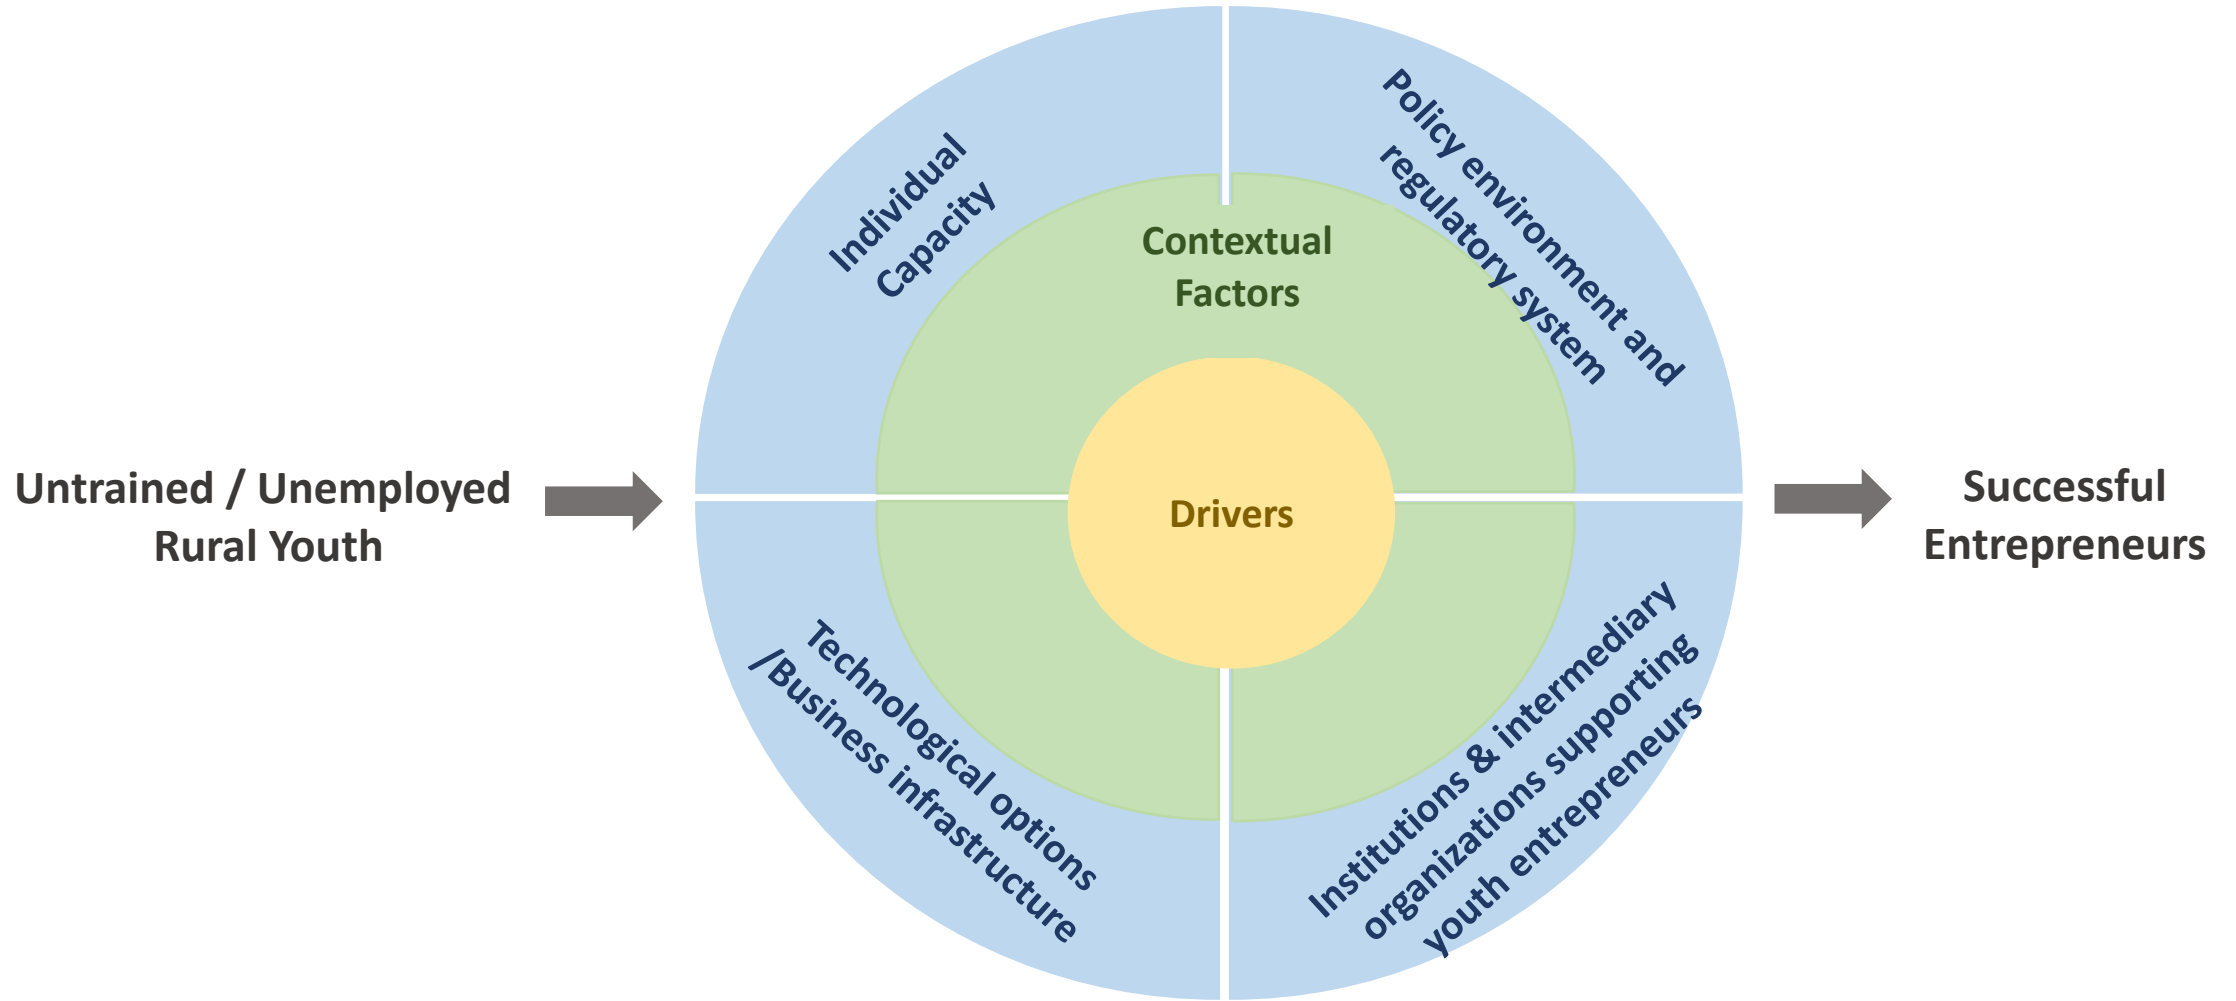 Untrained / Unemployed
Rural Youth
Individual
Capacity
Policy environment and
regulatory system
Contextual
Factors
Drivers
Technological options
/Business infrastructure
Institutions & intermediary
organizations supporting
youth entrepreneurs
Successful
Entrepreneurs